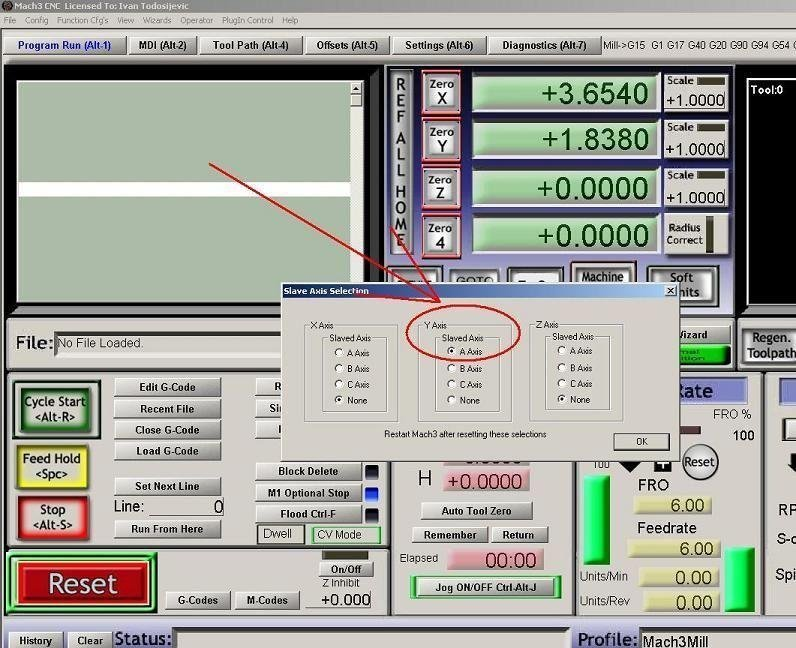 Mach3 CNC Licensed To: Ivan Todosijevic
File Config Function Cfg's View Wizards Operator PlugIn Control Help
Program Run (Alt-1) MDI (Alt-2) Tool Path (Alt-4) Offsets (Alt-5) Settings (Alt-6) Diagnostics (Alt-7) Mill->G15 G1 G17 G40 G20 G90 G94 G54
REF ALL HOME
Zero X +3.6540 Scale +1.0000
Zero Y +1.8380 Scale +1.0000
Zero Z +0.0000 Scale +1.0000
Zero 4 +0.0000 Radius Correct
Tool:0
GOTO
Machine
Soft
File: No File Loaded.
Slave Axis Selection
X Axis Y Axis Z Axis
Slaved Axis Slaved Axis Slaved Axis
A Axis A Axis A Axis
B Axis B Axis B Axis
C Axis C Axis C Axis
None None None
Restart Mach3 after resetting these selections
OK
Regen.
Toolpath
Cycle Start
<Alt-R>
Feed Hold
<Spc>
Stop
<Alt-S>
Reset
Edit G-Code
Recent File
Close G-Code
Load G-Code
Set Next Line
Line: 0
Run From Here
Block Delete
M1 Optional Stop
Flood Ctrl-F
Dwell CV Mode
On/Off
Z Inhibit
+0.000
G-Codes M-Codes
H +0.0000
Auto Tool Zero
Remember Return
Elapsed 00:00
Jog ON/OFF Ctrl-Alt-J
Rate
FRO %
100
Reset
100
FRO
6.00
Feedrate
6.00
Units/Min 0.00
Units/Rev 0.00
History Clear Status: Profile: Mach3Mill